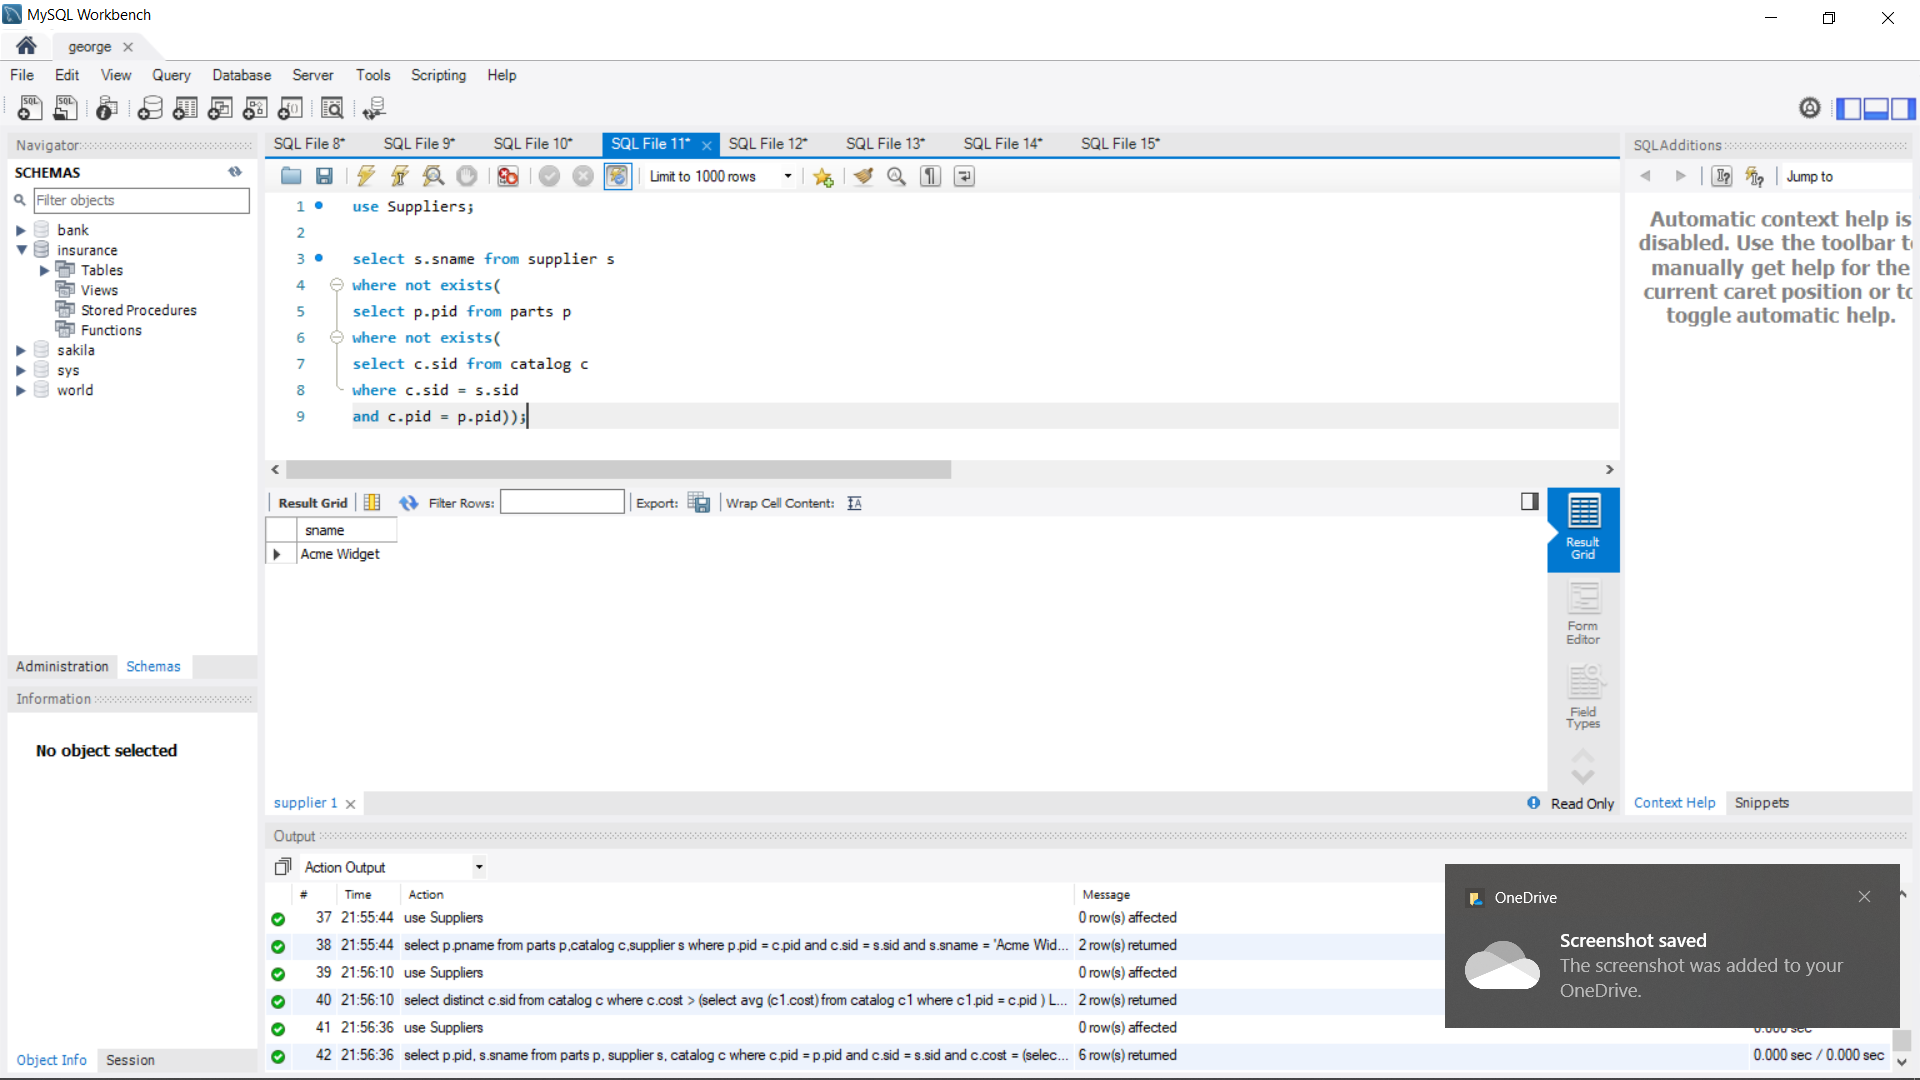 MySQL Workbench
george
File Edit View Query Database Server Tools Scripting Help
Navigator
SCHEMAS
Filter objects
bank
insurance
Tables
Views
Stored Procedures
Functions
sakila
sys
world
Administration Schemas
Information
No object selected
Object Info Session
SQL File 8* SQL File 9* SQL File 10* SQL File 11* SQL File 12* SQL File 13* SQL File 14* SQL File 15*
Limit to 1000 rows
1 use Suppliers;
2
3 select s.sname from supplier s
4 where not exists(
5 select p.pid from parts p
6 where not exists(
7 select c.sid from catalog c
8 where c.sid = s.sid
9 and c.pid = p.pid));
Result Grid Filter Rows: Export: Wrap Cell Content:
sname
Acme Widget
Result
Grid
Form
Editor
Field
Types
supplier 1
Read Only
SQLAdditions
Jump to
Automatic context help is
disabled. Use the toolbar t
manually get help for the
current caret position or to
toggle automatic help.
Context Help Snippets
Output
Action Output
# Time Action Message
37 21:55:44 use Suppliers 0 row(s) affected
38 21:55:44 select p.pname from parts p,catalog c,supplier s where p.pid = c.pid and c.sid = s.sid and s.sname = 'Acme Wid... 2 row(s) returned
39 21:56:10 use Suppliers 0 row(s) affected
40 21:56:10 select distinct c.sid from catalog c where c.cost > (select avg (c1.cost) from catalog c1 where c1.pid = c.pid ) L... 2 row(s) returned
41 21:56:36 use Suppliers 0 row(s) affected
42 21:56:36 select p.pid, s.sname from parts p, supplier s, catalog c where c.pid = p.pid and c.sid = s.sid and c.cost = (selec... 6 row(s) returned 0.000 sec / 0.000 sec
OneDrive
Screenshot saved
The screenshot was added to your
OneDrive.